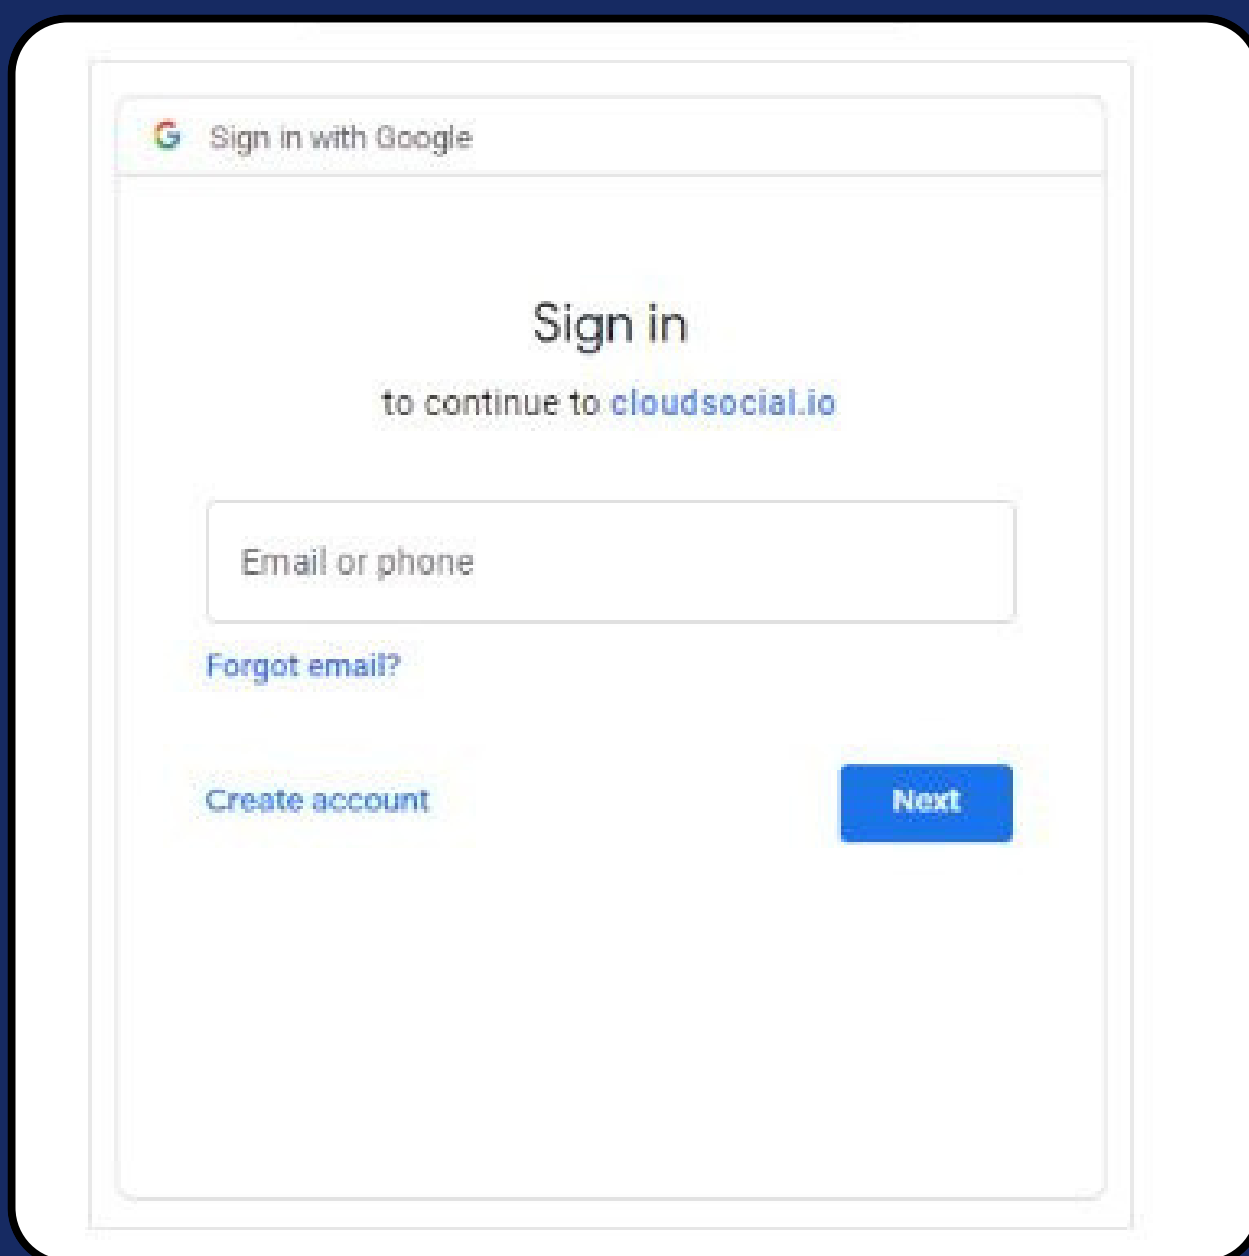 Sign in with Google
Sign in
to continue to cloudsocial.io
Email or phone
Forgot email?
Create account
Next